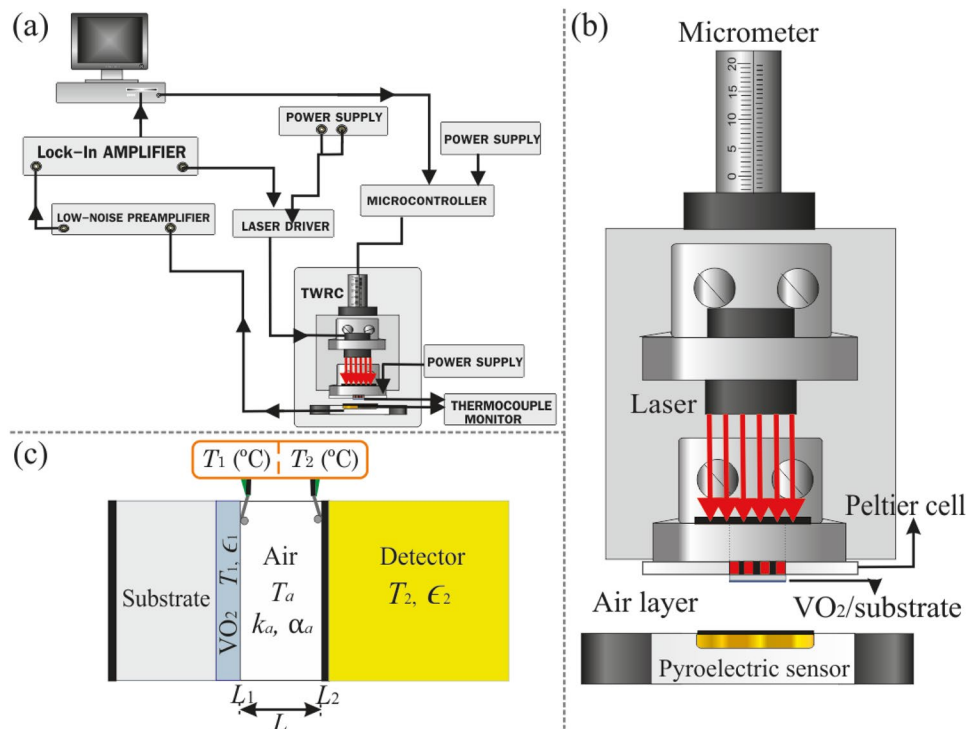 (a)
POWER SUPPLY
POWER SUPPLY
Lock-In AMPLIFIER
MICROCONTROLLER
LOW-NOISE PREAMPLIFIER
LASER DRIVER
TWRC
POWER SUPPLY
THERMOCOUPLE
MONITOR
(b)
Micrometer
20
15
10
5
0
Laser
Peltier cell
Air layer
VO₂/substrate
Pyroelectric sensor
(c)
T₁ (ºC) T₂ (ºC)
Substrate
VO₂ T₁, ϵ₁
Air
Tₐ
kₐ, αₐ
Detector
T₂, ϵ₂
L₁ L₂
L